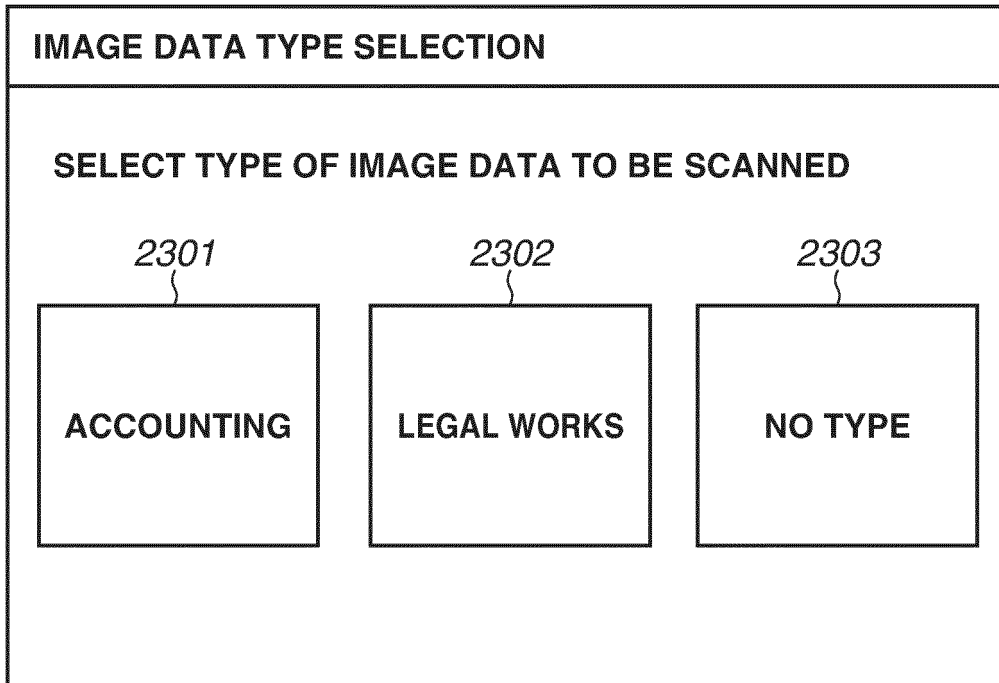 IMAGE DATA TYPE SELECTION
SELECT TYPE OF IMAGE DATA TO BE SCANNED
2301 2302 2303
ACCOUNTING LEGAL WORKS NO TYPE